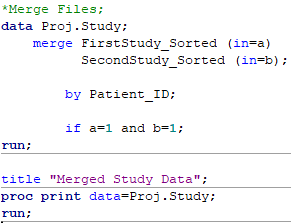 *Merge Files;
data Proj.Study;
merge FirstStudy_Sorted (in=a)
SecondStudy_Sorted (in=b);
by Patient_ID;
if a=1 and b=1;
run;
title "Merged Study Data";
proc print data=Proj.Study;
run;